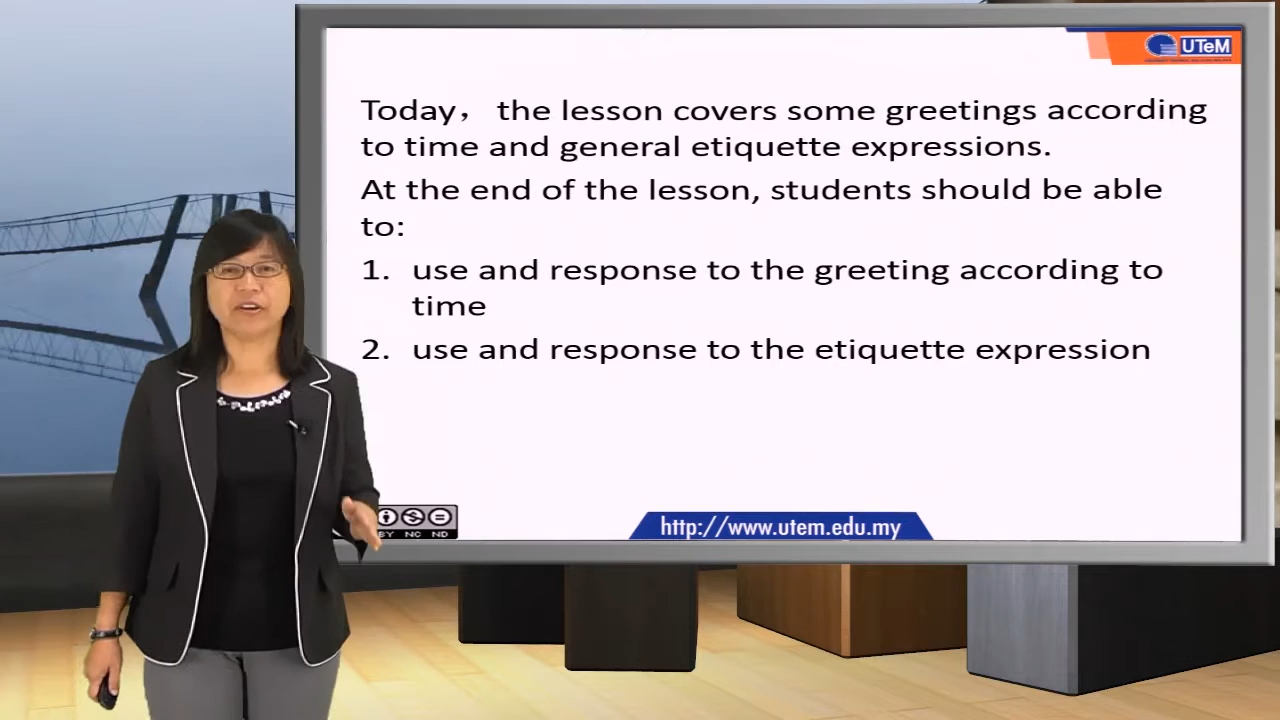 UTeM
Today， the lesson covers some greetings according
to time and general etiquette expressions.
At the end of the lesson, students should be able
to:
1. use and response to the greeting according to
time
2. use and response to the etiquette expression
BY NC ND
http://www.utem.edu.my